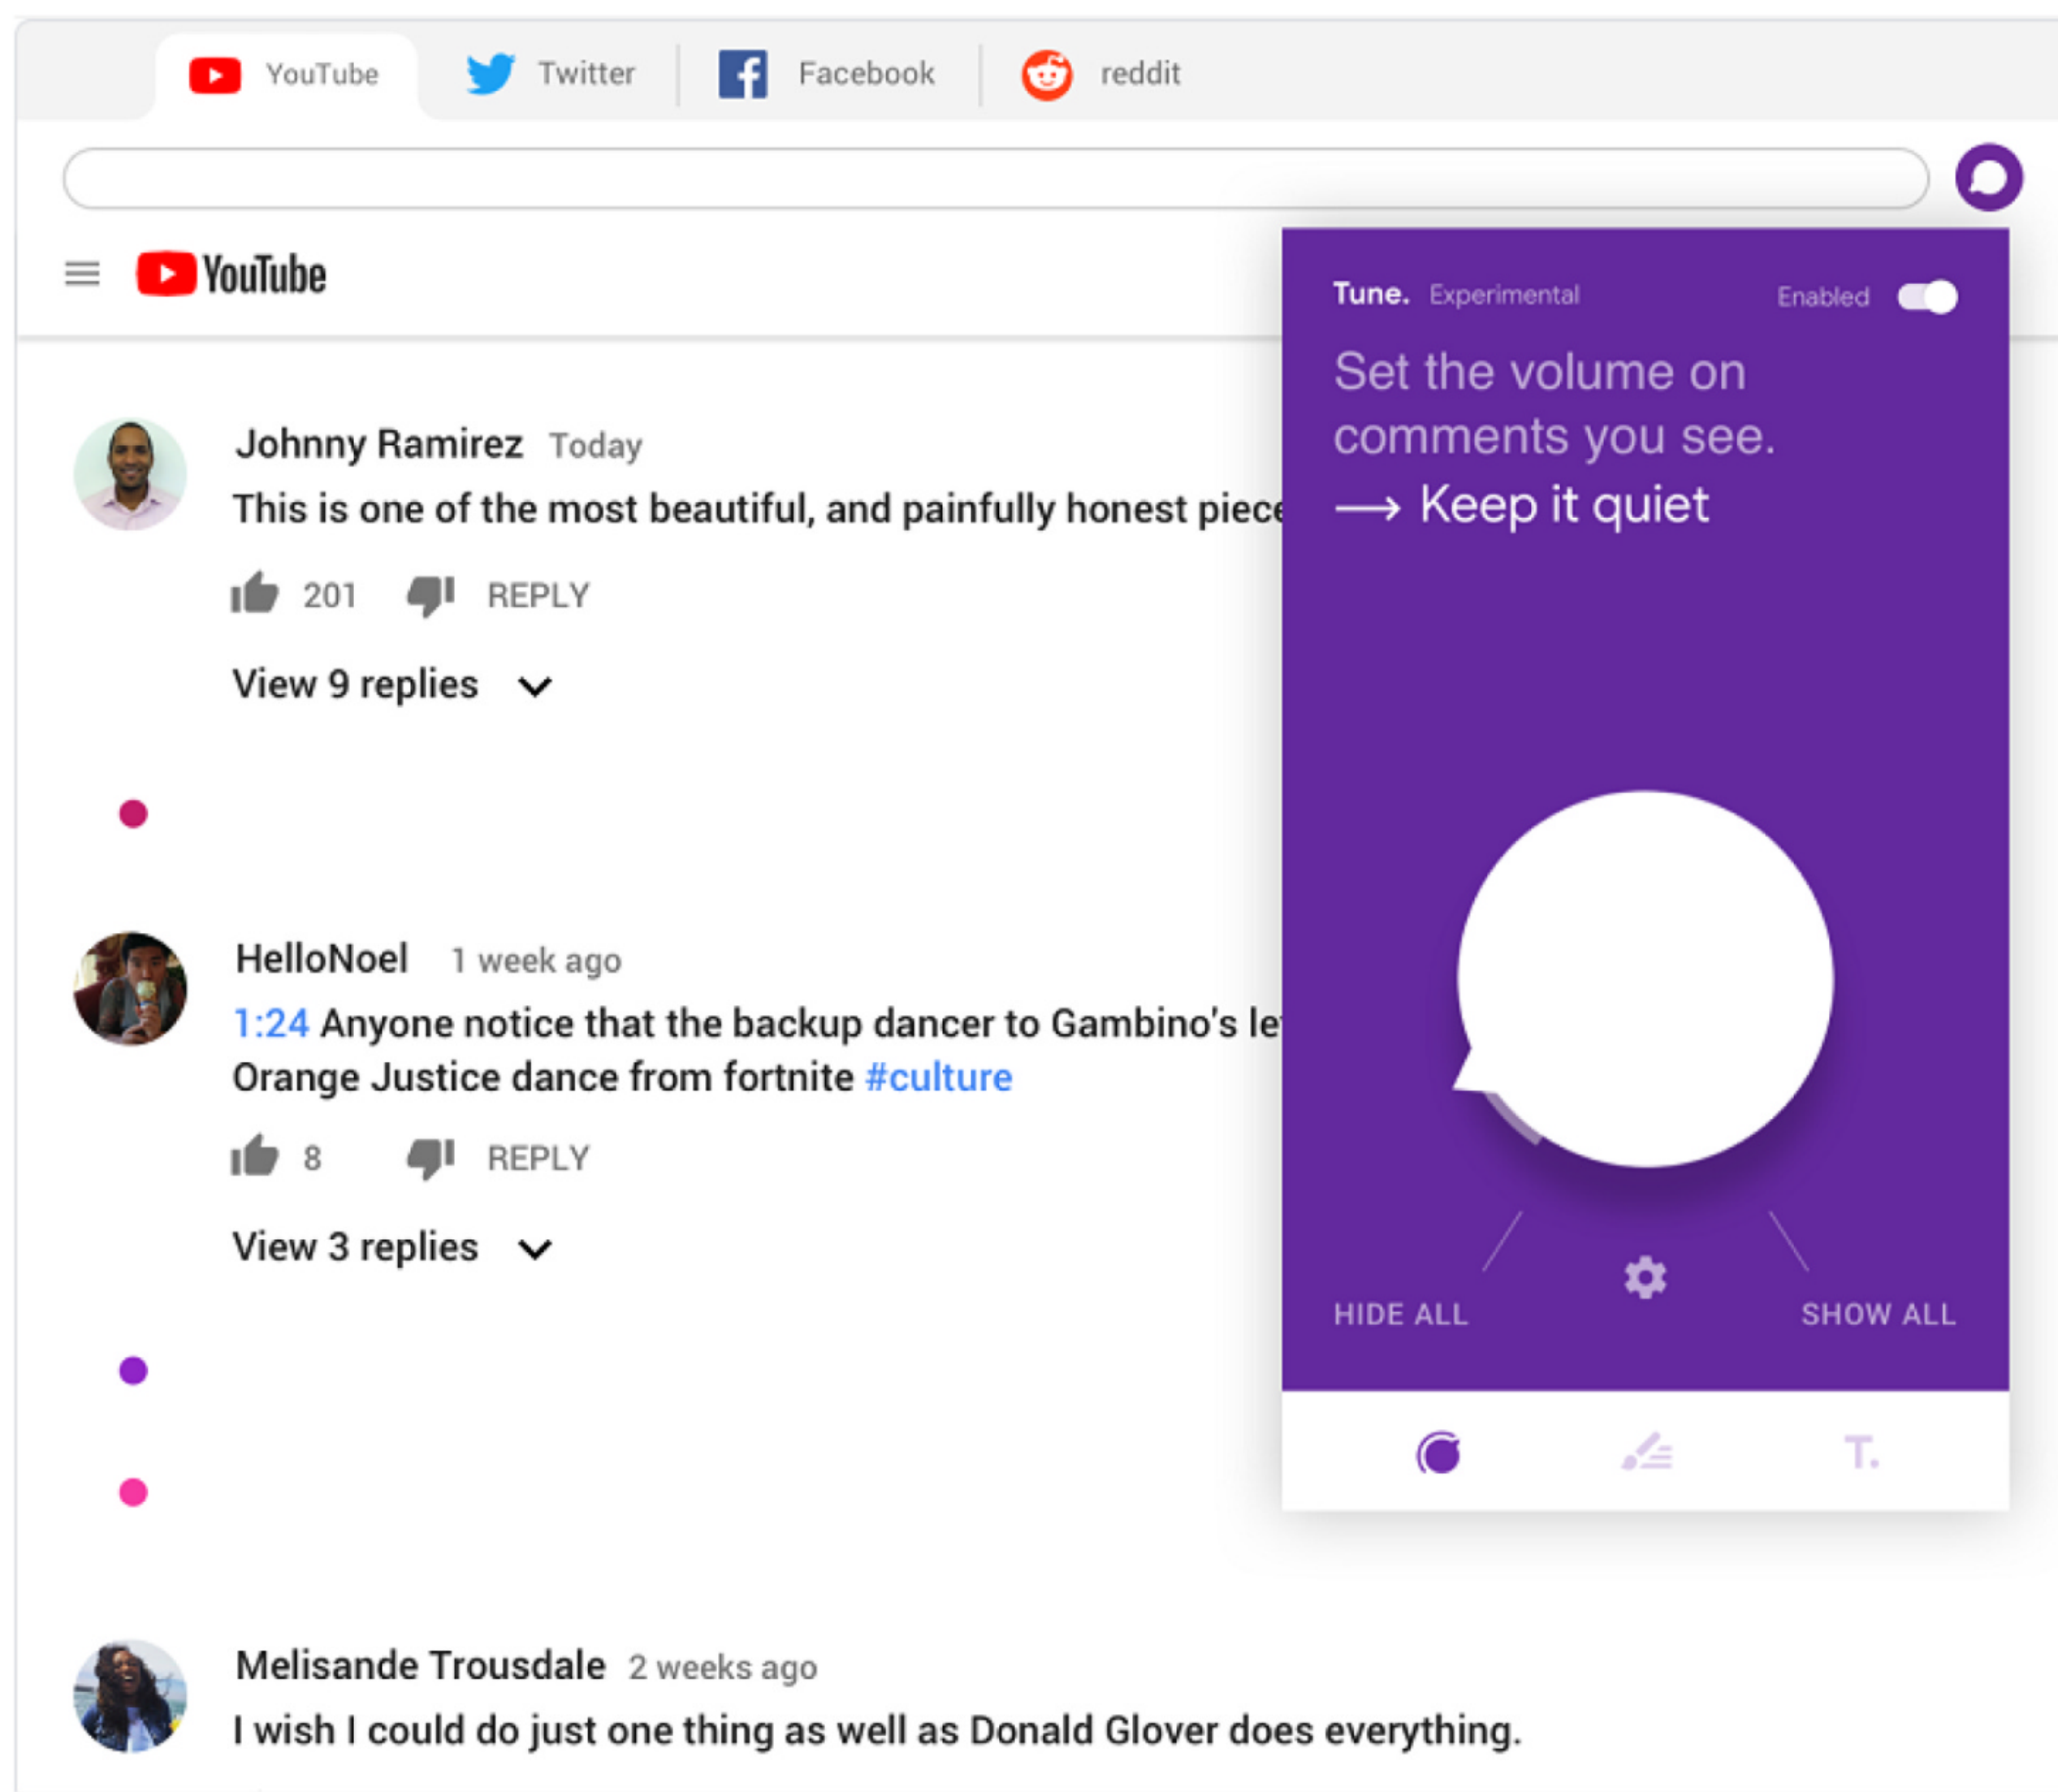 YouTube
Twitter
Facebook
reddit
YouTube
Tune. Experimental
Enabled
Set the volume on
comments you see.
→ Keep it quiet
Johnny Ramirez Today
This is one of the most beautiful, and painfully honest piece
201 REPLY
View 9 replies
HelloNoel 1 week ago
1:24 Anyone notice that the backup dancer to Gambino's
Orange Justice dance from fortnite #culture
8 REPLY
View 3 replies
HIDE ALL
SHOW ALL
T.
Melisande Trousdale 2 weeks ago
I wish I could do just one thing as well as Donald Glover does everything.